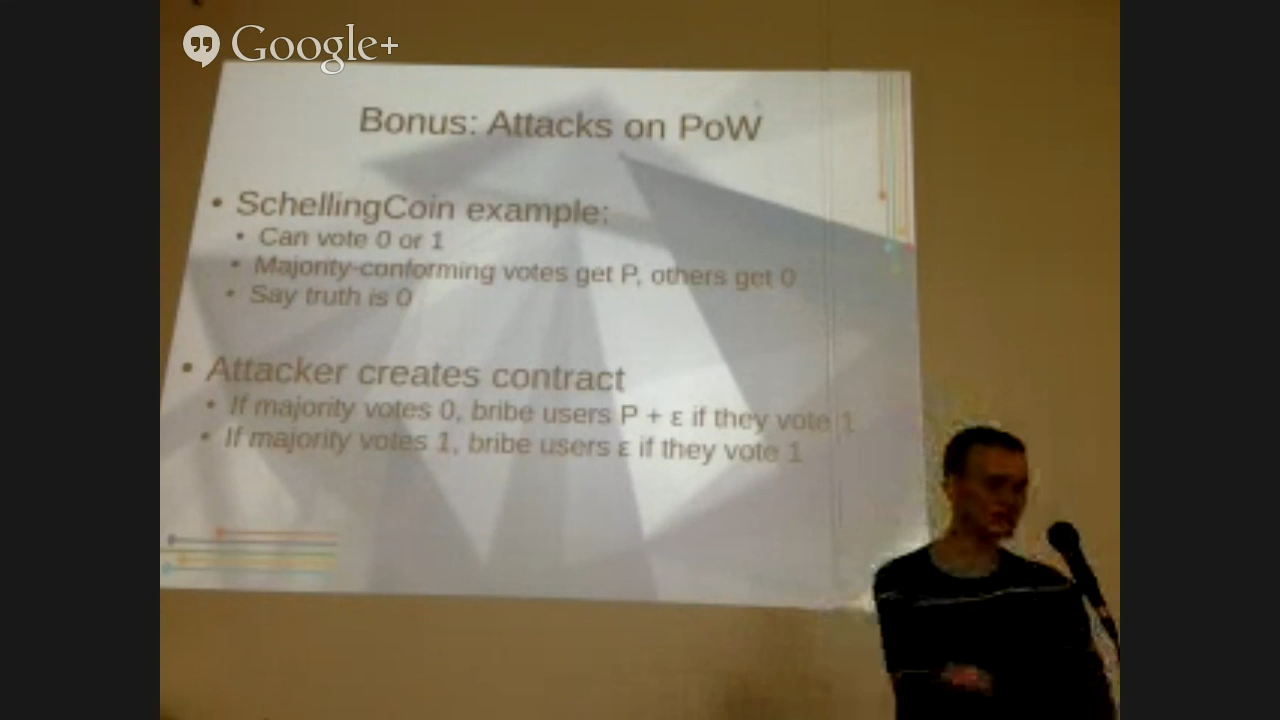 Google+
Bonus: Attacks on PoW
• SchellingCoin example:
• Can vote 0 or 1
• Majority-conforming votes get P, others get 0
• Say truth is 0
• Attacker creates contract
• If majority votes 0, bribe users P + ε if they vote 1
• If majority votes 1, bribe users ε if they vote 1